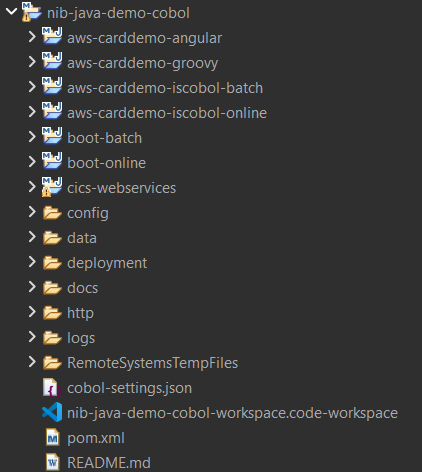 nib-java-demo-cobol
aws-carddemo-angular
aws-carddemo-groovy
aws-carddemo-iscobol-batch
aws-carddemo-iscobol-online
boot-batch
boot-online
cics-webservices
config
data
deployment
docs
http
logs
RemoteSystemsTempFiles
cobol-settings.json
nib-java-demo-cobol-workspace.code-workspace
pom.xml
README.md